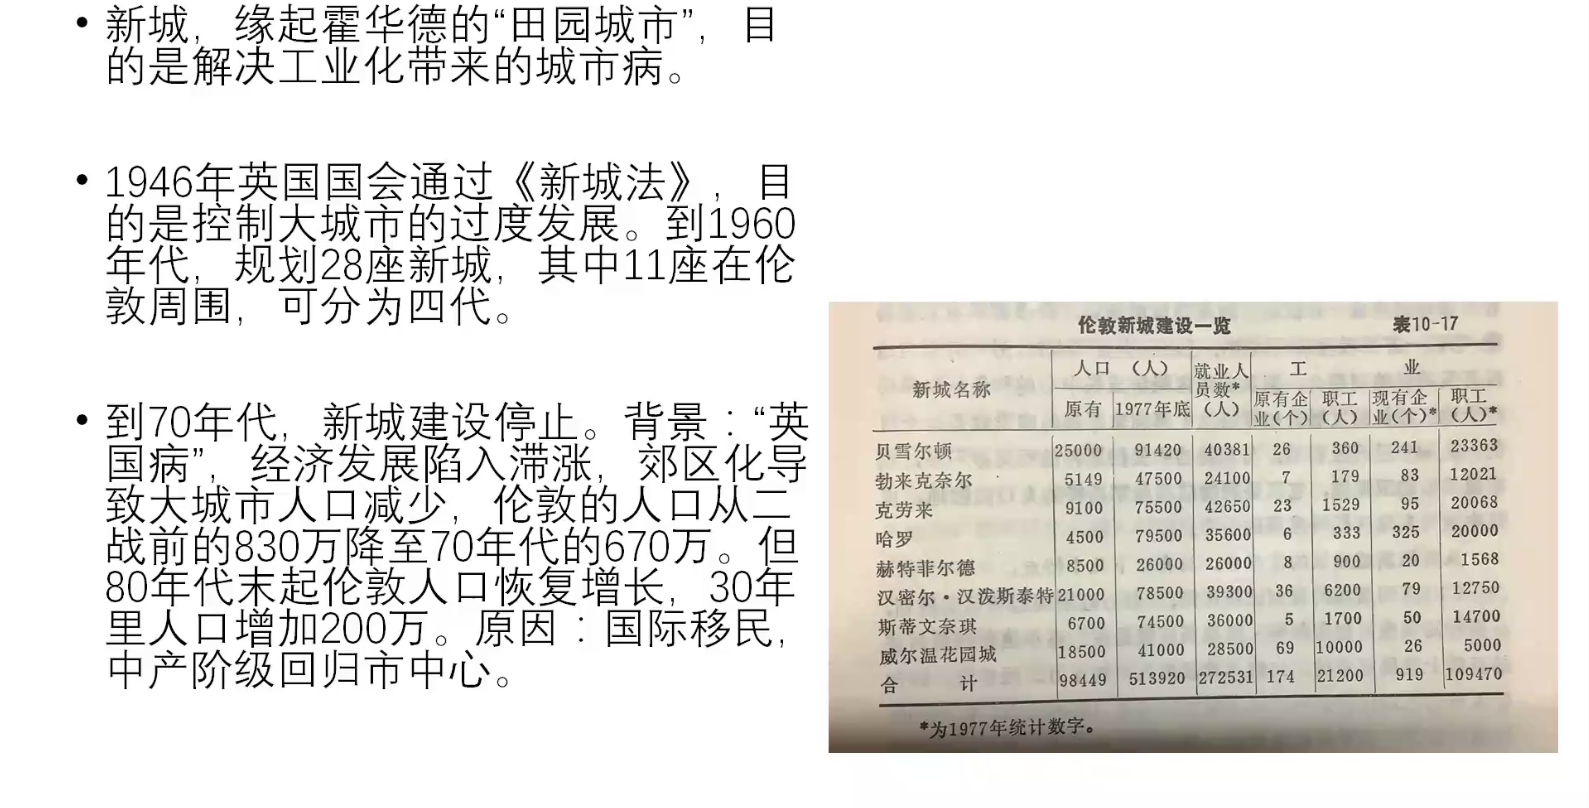 • 新城，缘起霍华德的“田园城市”，目
的是解决工业化带来的城市病。
• 1946年英国国会通过《新城法》，目
的是控制大城市的过度发展。到1960
年代，规划28座新城，其中11座在伦
敦周围，可分为四代。
• 到70年代，新城建设停止。背景：“英
国病”，经济发展陷入滞涨，郊区化导
致大城市人口减少，伦敦的人口从二
战前的830万降至70年代的670万。但
80年代末起伦敦人口恢复增长，30年
里人口增加200万。原因：国际移民，
中产阶级回归市中心。
伦敦新城建设一览 表10-17
新城名称 人口（人） 就业人员数*（人） 工业
原有 1977年底 原有企业(个) 职工(人) 现有企业(个)* 职工(人)*
贝雪尔顿 25000 91420 40381 26 360 241 23363
勃来克奈尔 5149 47500 24100 7 179 83 12021
克劳来 9100 75500 42650 23 1529 95 20068
哈罗 4500 79500 35600 6 333 325 20000
赫特菲尔德 8500 26000 26000 8 900 20 1568
汉密尔·汉泼斯泰特 21000 78500 39300 36 6200 79 12750
斯蒂文奈琪 6700 74500 36000 5 1700 50 14700
威尔温花园城 18500 41000 28500 69 10000 26 5000
合计 98449 513920 272531 174 21200 919 109470
*为1977年统计数字。